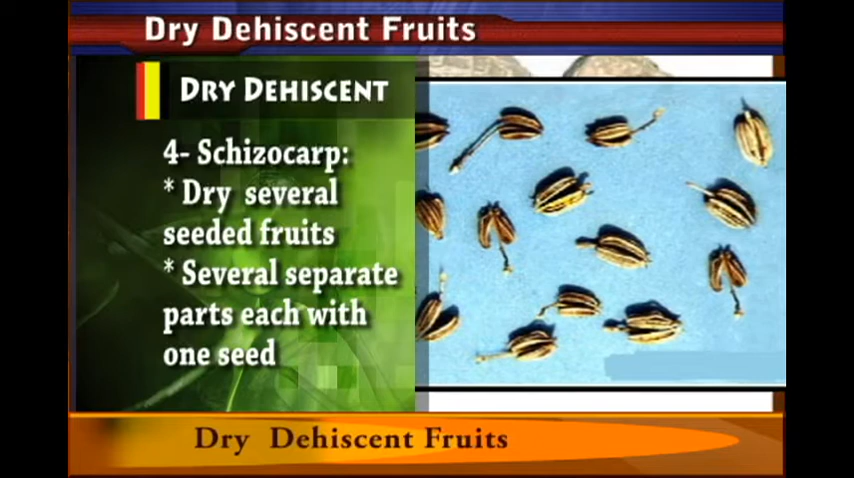 Dry Dehiscent Fruits
DRY DEHISCENT
4- Schizocarp:
* Dry several
seeded fruits
* Several separate
parts each with
one seed
Dry Dehiscent Fruits